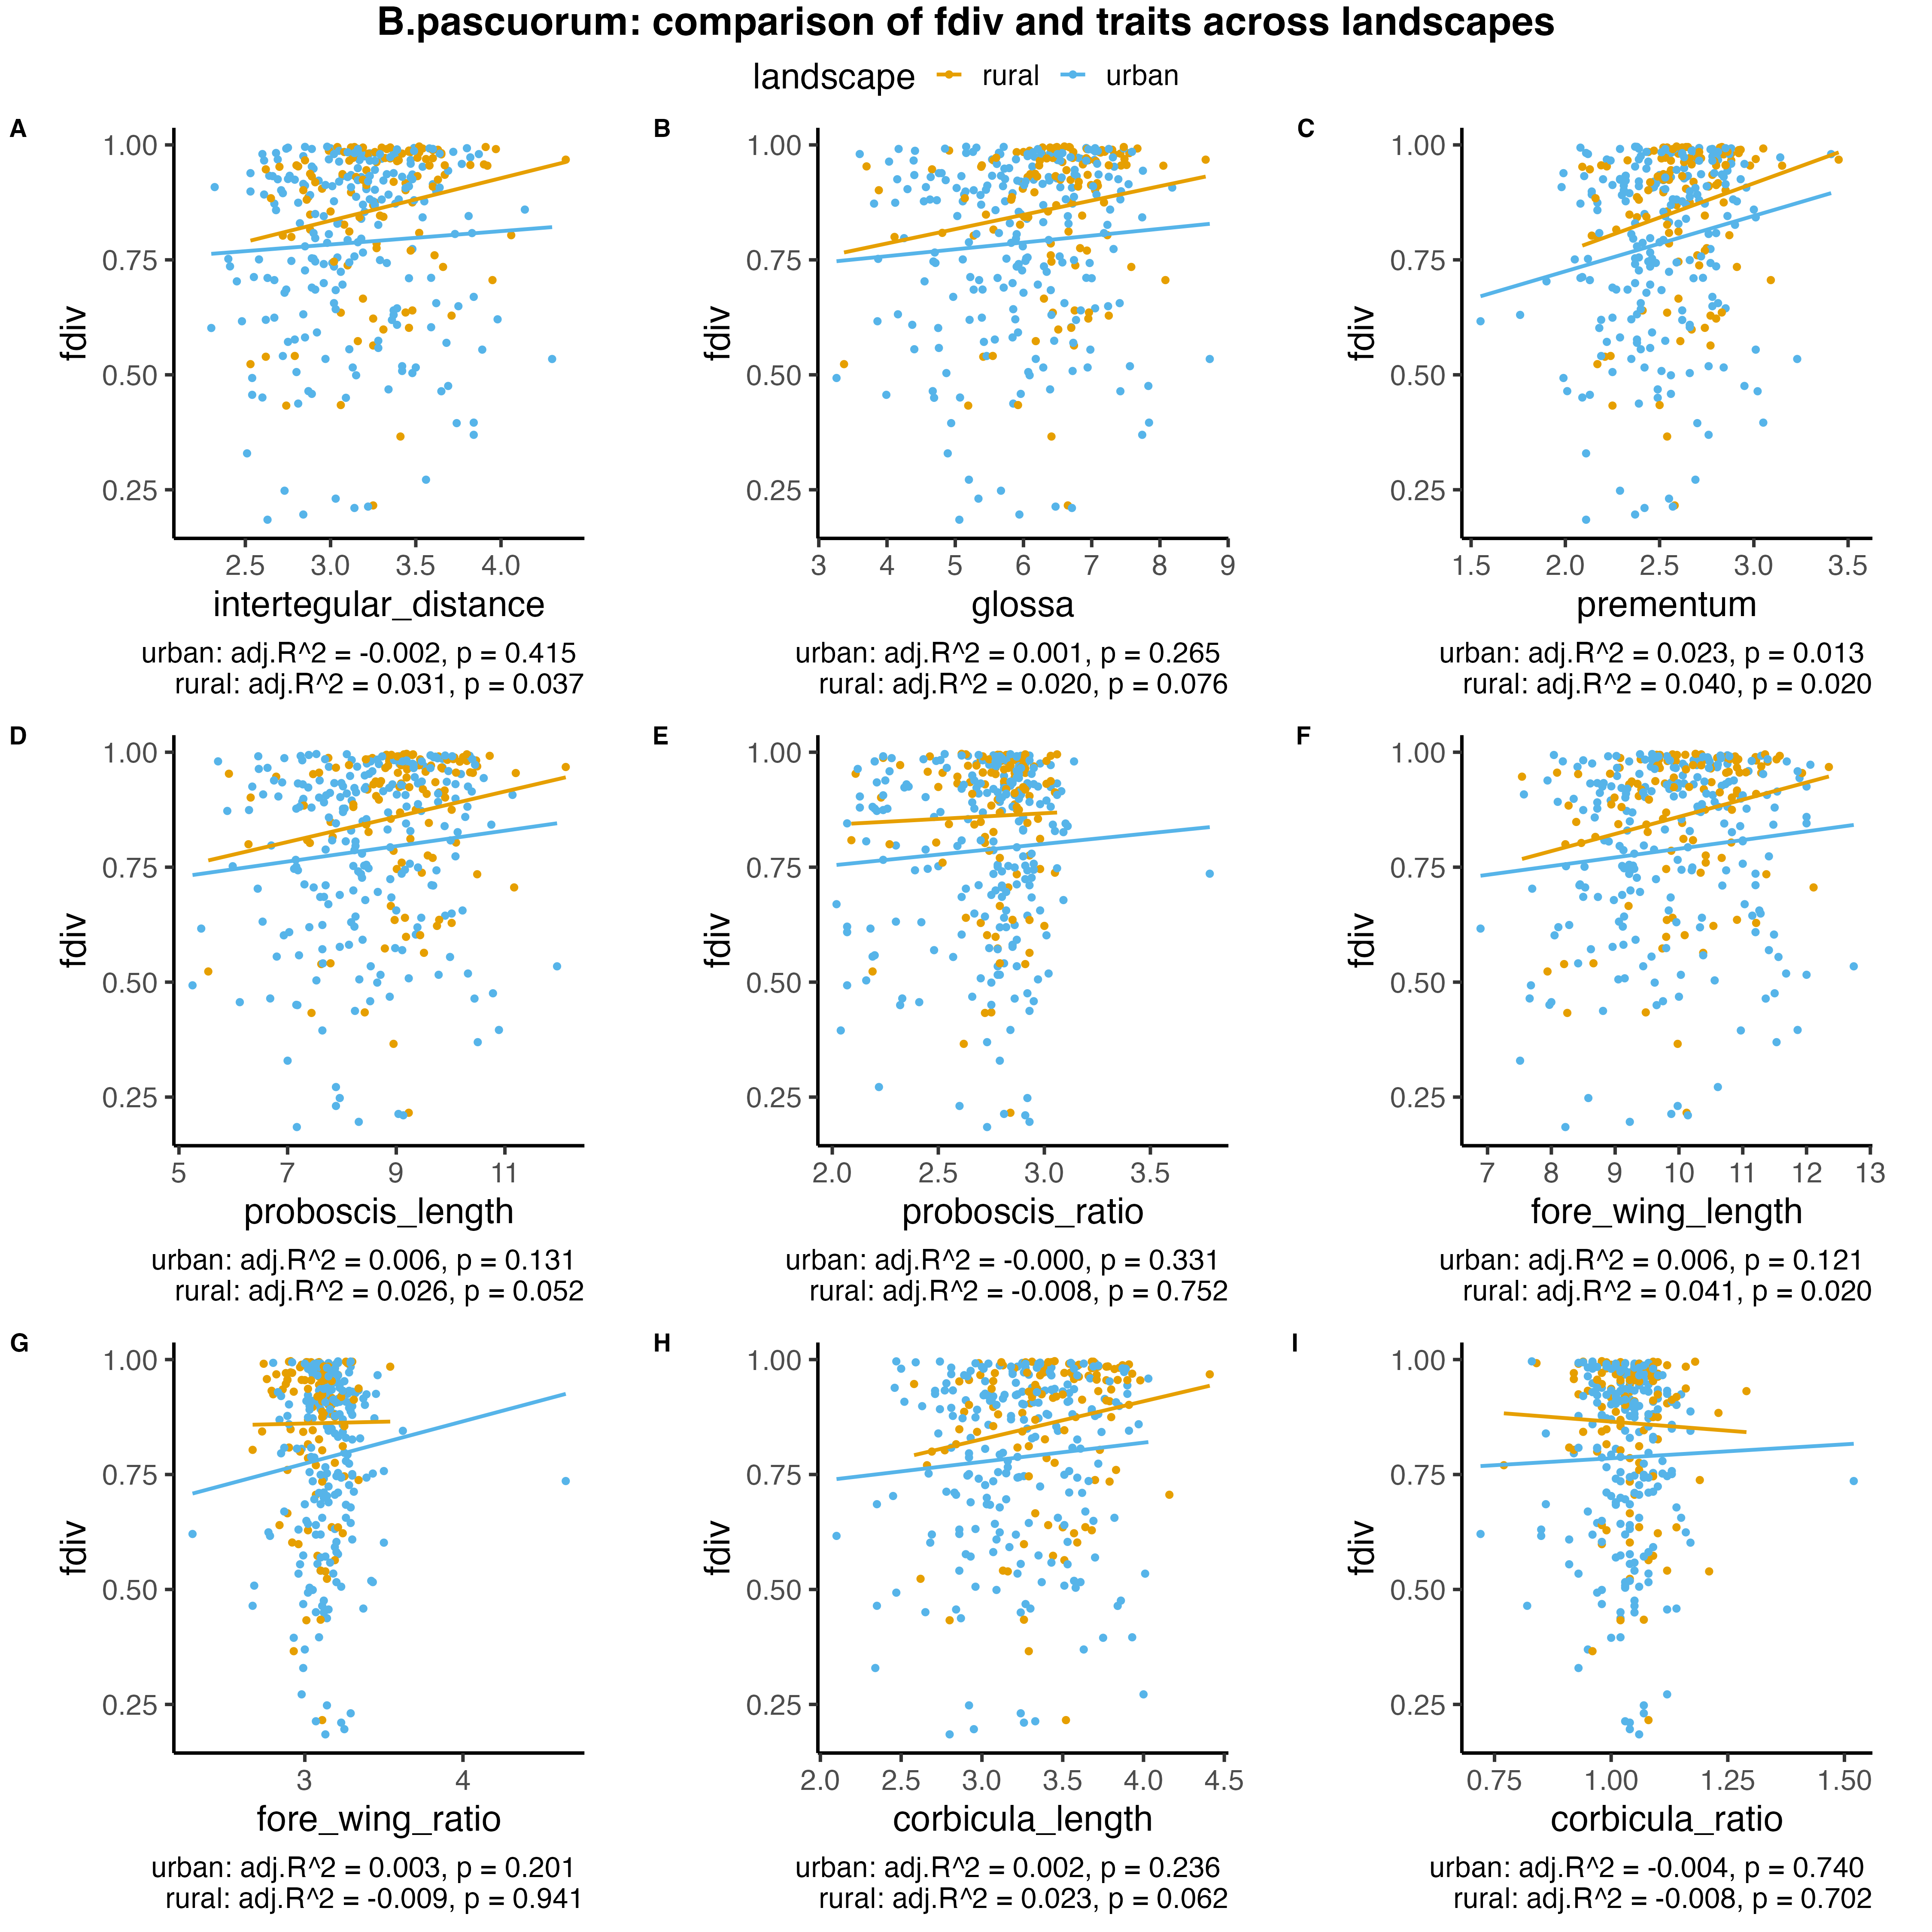 B.pascuorum: comparison of fdiv and traits across landscapes
landscape rural urban
A
1.00
0.75
0.50
0.25
fdiv
2.5 3.0 3.5 4.0
intertegular_distance
urban: adj.R^2 = -0.002, p = 0.415
rural: adj.R^2 = 0.031, p = 0.037
B
1.00
0.75
0.50
0.25
fdiv
3 4 5 6 7 8 9
glossa
urban: adj.R^2 = 0.001, p = 0.265
rural: adj.R^2 = 0.020, p = 0.076
C
1.00
0.75
0.50
0.25
fdiv
1.5 2.0 2.5 3.0 3.5
prementum
urban: adj.R^2 = 0.023, p = 0.013
rural: adj.R^2 = 0.040, p = 0.020
D
1.00
0.75
0.50
0.25
fdiv
5 7 9 11
proboscis_length
urban: adj.R^2 = 0.006, p = 0.131
rural: adj.R^2 = 0.026, p = 0.052
E
1.00
0.75
0.50
0.25
fdiv
2.0 2.5 3.0 3.5
proboscis_ratio
urban: adj.R^2 = -0.000, p = 0.331
rural: adj.R^2 = -0.008, p = 0.752
F
1.00
0.75
0.50
0.25
fdiv
7 8 9 10 11 12 13
fore_wing_length
urban: adj.R^2 = 0.006, p = 0.121
rural: adj.R^2 = 0.041, p = 0.020
G
1.00
0.75
0.50
0.25
fdiv
3 4
fore_wing_ratio
urban: adj.R^2 = 0.003, p = 0.201
rural: adj.R^2 = -0.009, p = 0.941
H
1.00
0.75
0.50
0.25
fdiv
2.0 2.5 3.0 3.5 4.0 4.5
corbicula_length
urban: adj.R^2 = 0.002, p = 0.236
rural: adj.R^2 = 0.023, p = 0.062
I
1.00
0.75
0.50
0.25
fdiv
0.75 1.00 1.25 1.50
corbicula_ratio
urban: adj.R^2 = -0.004, p = 0.740
rural: adj.R^2 = -0.008, p = 0.702